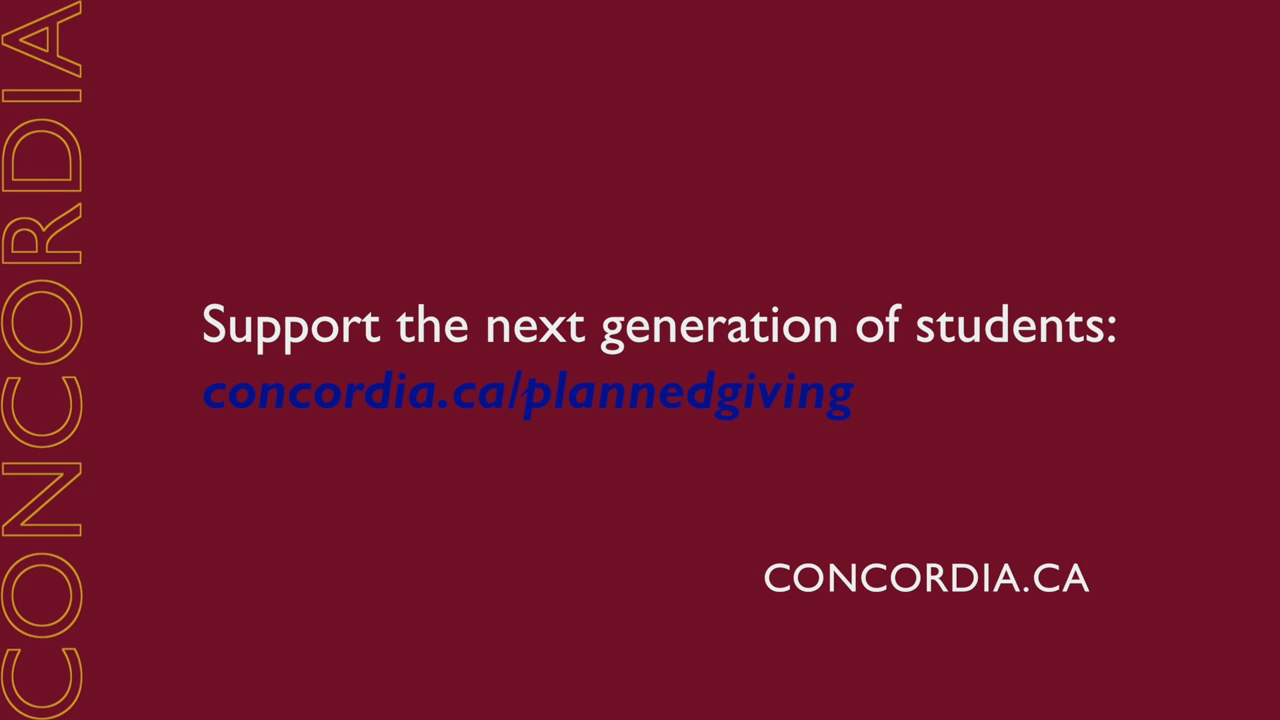 CONCORDIA
Support the next generation of students:
concordia.ca/plannedgiving
CONCORDIA.CA